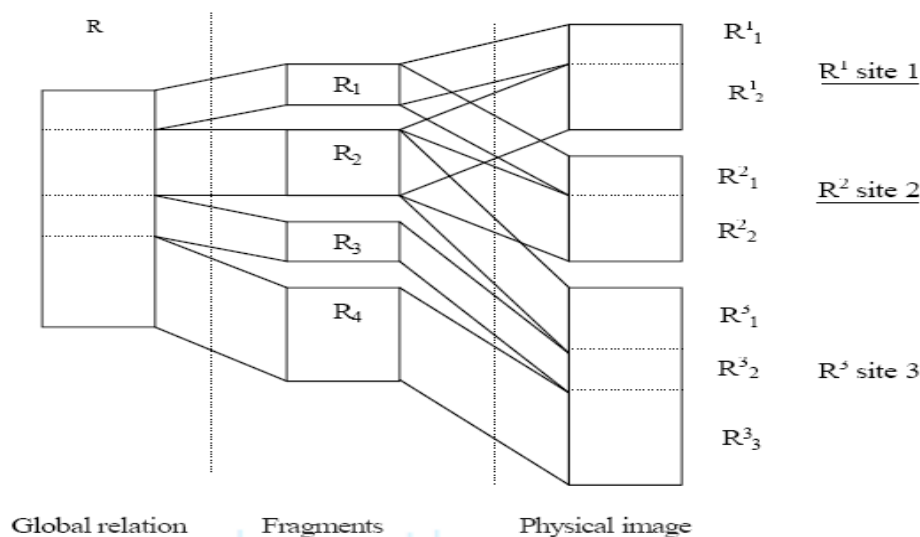 R
R₁
R₂
R₃
R₄
R¹₁
R¹₂
R¹ site 1
R²₁
R²₂
R² site 2
R³₁
R³₂
R³₃
R³ site 3
Global relation
Fragments
Physical image